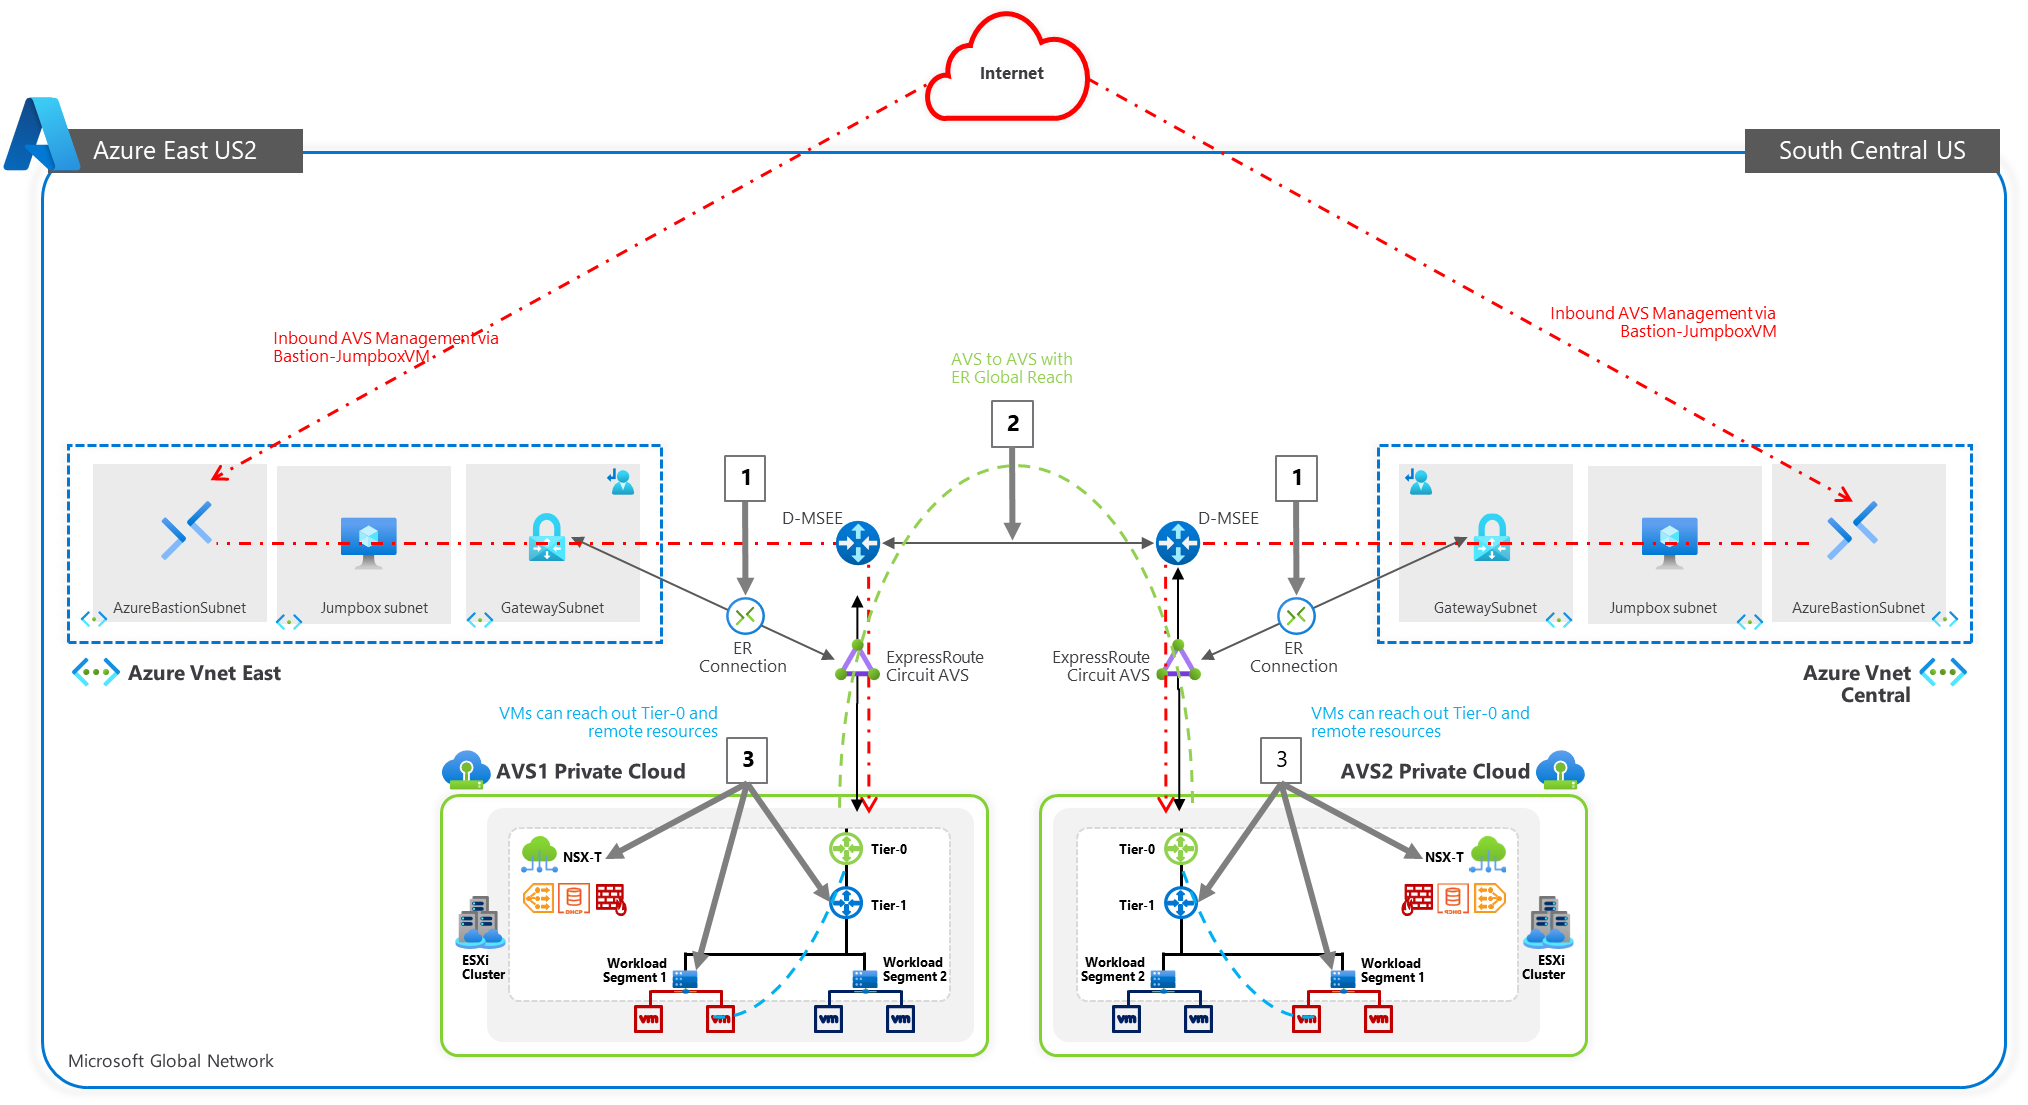 Internet
Azure East US2
South Central US
Inbound AVS Management via
Bastion-JumpboxVM
Inbound AVS Management via
Bastion-JumpboxVM
AVS to AVS with
ER Global Reach
2
1
1
D-MSEE
D-MSEE
AzureBastionSubnet
Jumpbox subnet
GatewaySubnet
GatewaySubnet
Jumpbox subnet
AzureBastionSubnet
ER
Connection
ExpressRoute
Circuit AVS
ExpressRoute
Circuit AVS
ER
Connection
Azure Vnet East
Azure Vnet
Central
VMs can reach out Tier-0 and
remote resources
VMs can reach out Tier-0 and
remote resources
3
3
AVS1 Private Cloud
AVS2 Private Cloud
NSX-T
Tier-0
DHCP
Tier-1
ESXi
Cluster
Workload
Segment 1
Workload
Segment 2
vm
vm
vm
vm
Tier-0
NSX-T
Tier-1
DHCP
Workload
Segment 2
Workload
Segment 1
ESXi
Cluster
vm
vm
vm
vm
Microsoft Global Network